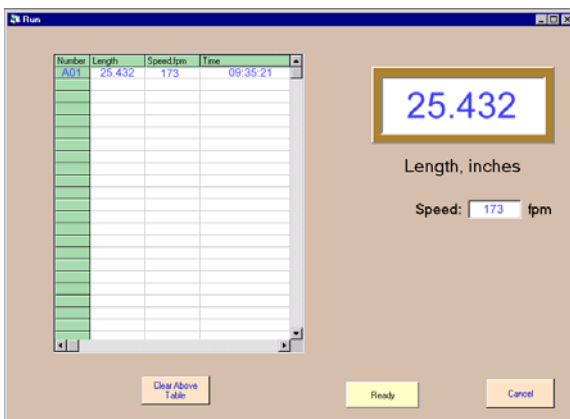 Run
Number Length Speed.fpm Time
A01 25.432 173 09:35:21
25.432
Length, inches
Speed: 173 fpm
Clear Above
Table
Ready
Cancel